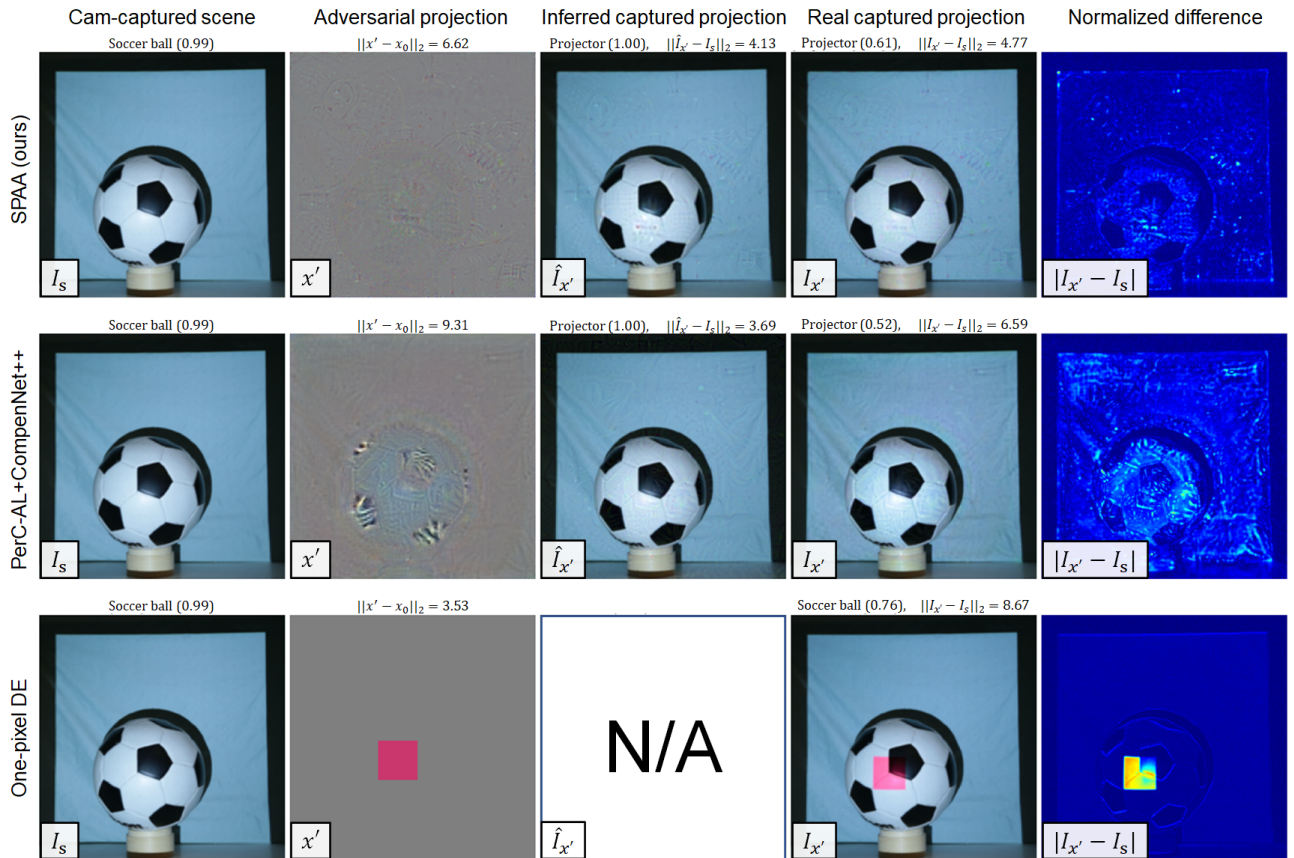 Cam-captured scene Adversarial projection Inferred captured projection Real captured projection Normalized difference
Soccer ball (0.99) ||x′ − x₀||₂ = 6.62 Projector (1.00), ||Îₓ′ − Iₛ||₂ = 4.13 Projector (0.61), ||Iₓ′ − Iₛ||₂ = 4.77
SPAA (ours)
Iₛ x′ Îₓ′ Iₓ′ |Iₓ′ − Iₛ|
Soccer ball (0.99) ||x′ − x₀||₂ = 9.31 Projector (1.00), ||Îₓ′ − Iₛ||₂ = 3.69 Projector (0.52), ||Iₓ′ − Iₛ||₂ = 6.59
PerC-AL+CompenNet++
Iₛ x′ Îₓ′ Iₓ′ |Iₓ′ − Iₛ|
Soccer ball (0.99) ||x′ − x₀||₂ = 3.53 Soccer ball (0.76), ||Iₓ′ − Iₛ||₂ = 8.67
One-pixel DE
N/A
Iₛ x′ Îₓ′ Iₓ′ |Iₓ′ − Iₛ|